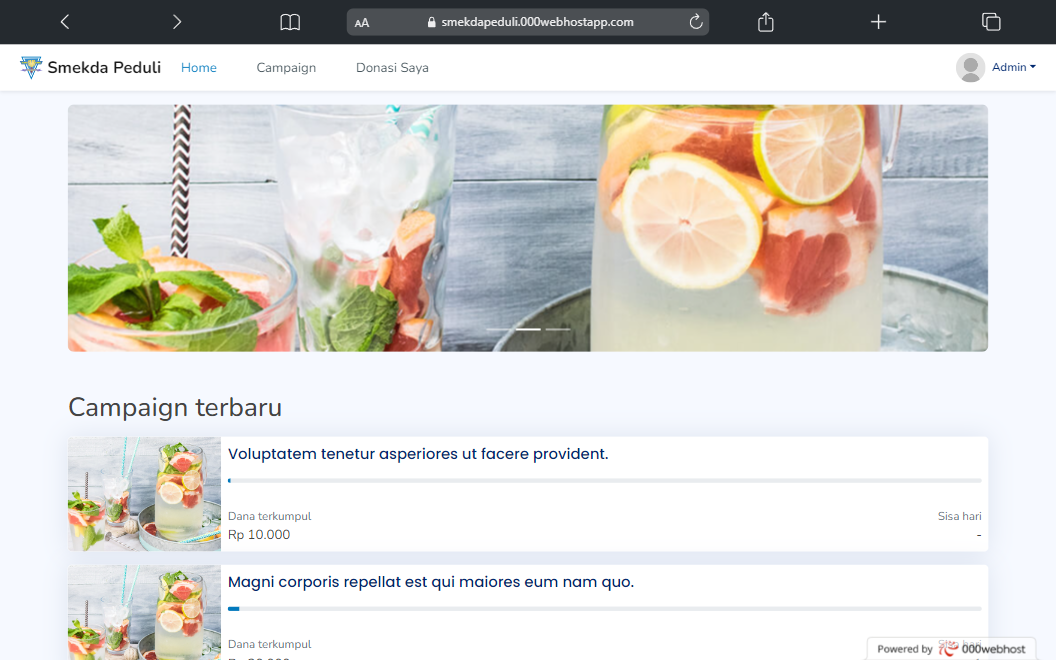 AA smekdapeduli.000webhostapp.com
Smekda Peduli Home Campaign Donasi Saya Admin
Campaign terbaru
Voluptatem tenetur asperiores ut facere provident.
Dana terkumpul Sisa hari
Rp 10.000 -
Magni corporis repellat est qui maiores eum nam quo.
Dana terkumpul Sisa hari
Powered by 000webhost